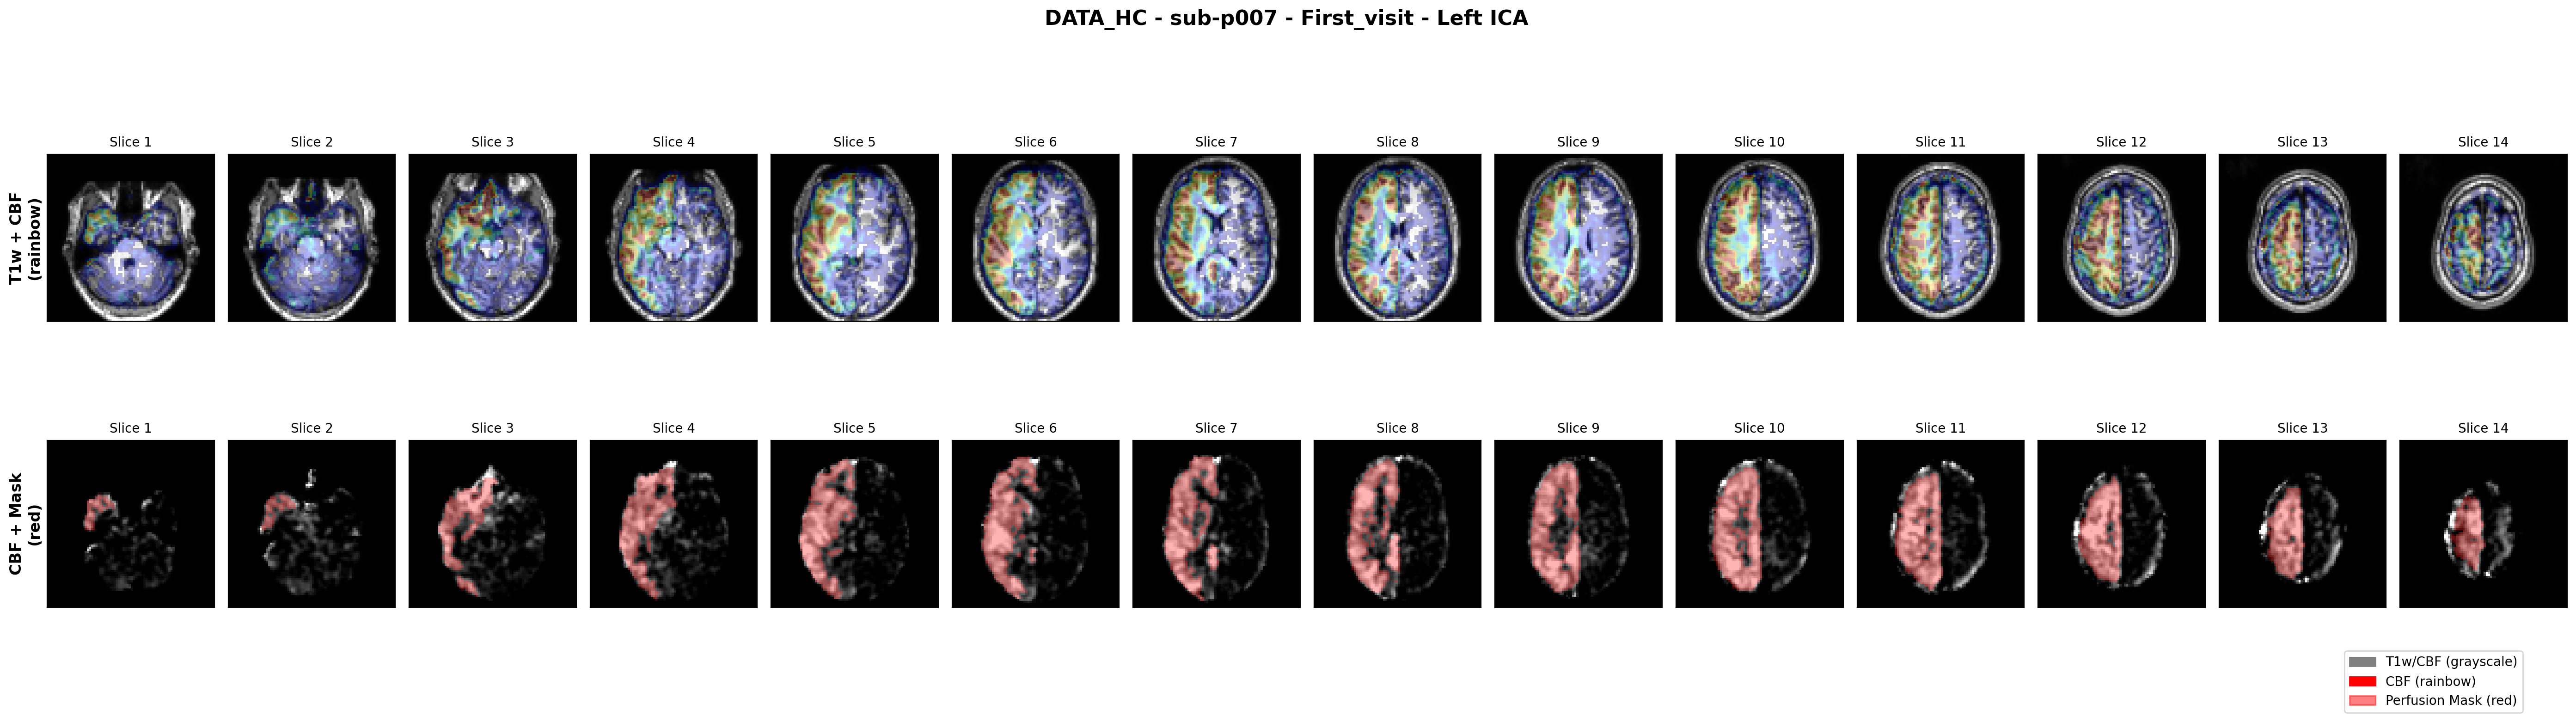 DATA_HC - sub-p007 - First_visit - Left ICA
T1w + CBF
(rainbow)
Slice 1
Slice 2
Slice 3
Slice 4
Slice 5
Slice 6
Slice 7
Slice 8
Slice 9
Slice 10
Slice 11
Slice 12
Slice 13
Slice 14
CBF + Mask
(red)
Slice 1
Slice 2
Slice 3
Slice 4
Slice 5
Slice 6
Slice 7
Slice 8
Slice 9
Slice 10
Slice 11
Slice 12
Slice 13
Slice 14
T1w/CBF (grayscale)
CBF (rainbow)
Perfusion Mask (red)